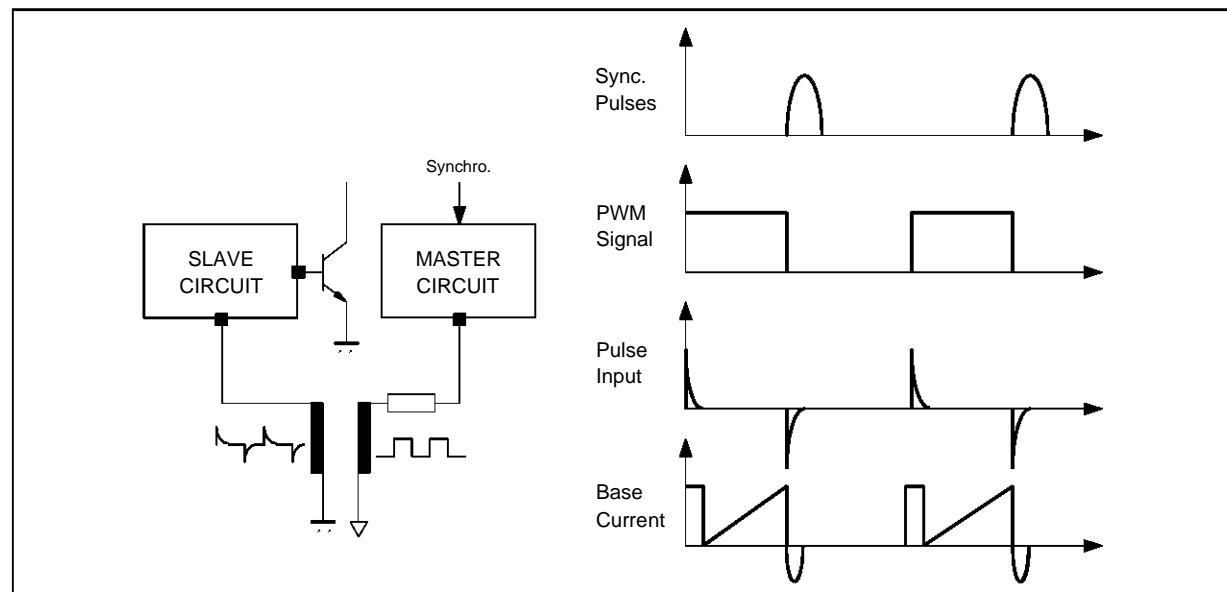 Synchro.
SLAVE
CIRCUIT
MASTER
CIRCUIT
Sync.
Pulses
PWM
Signal
Pulse
Input
Base
Current